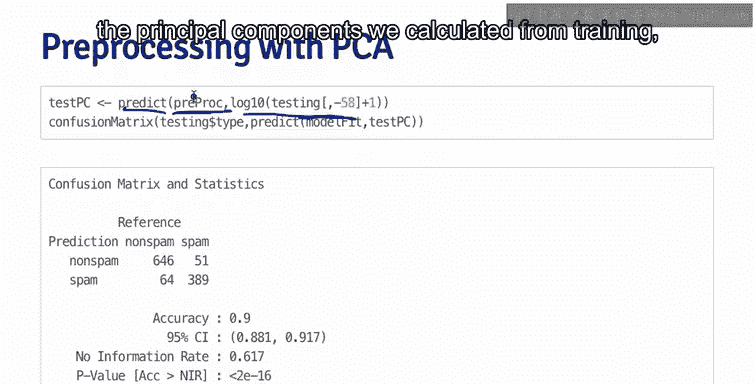 the principal components we calculated from training,
Preprocessing with PCA
testPC <- predict(preProc,log10(testing[,-58]+1))
confusionMatrix(testing$type,predict(modelFit,testPC))
Confusion Matrix and Statistics
Reference
Prediction nonspam spam
nonspam 646 51
spam 64 389
Accuracy : 0.9
95% CI : (0.881, 0.917)
No Information Rate : 0.617
P-Value [Acc > NIR] : <2e-16